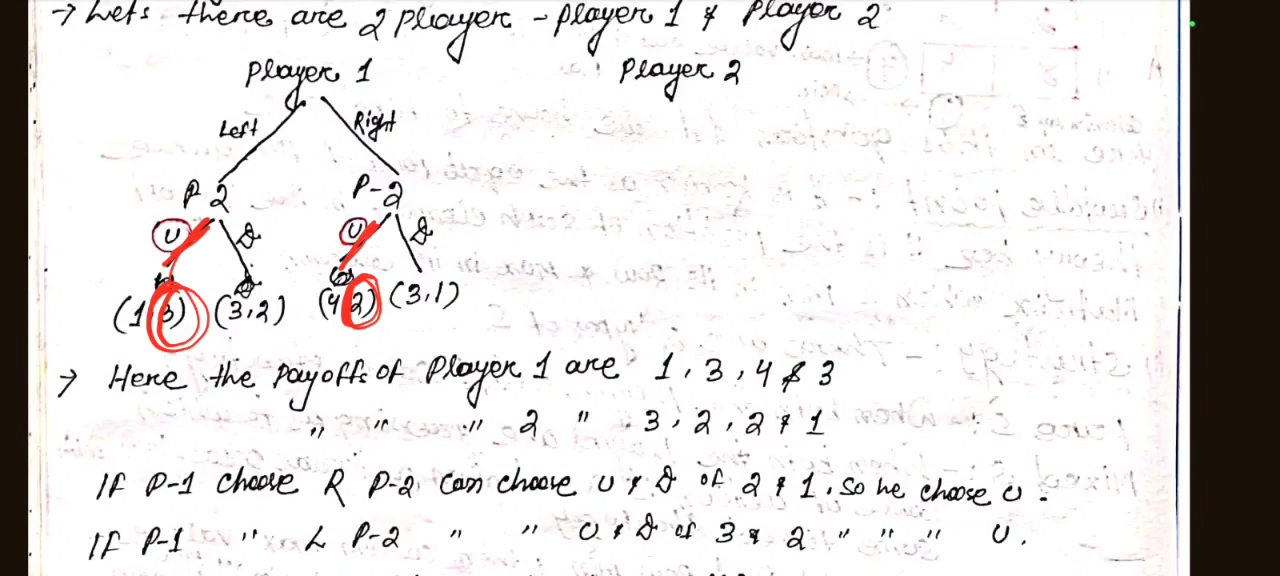 → Lets there are 2 player - player 1 & Player 2
Player 1 Player 2
Left Right
P 2 P-2
U D U D
(1,3) (3,2) (4,2) (3,1)
→ Here the payoffs of Player 1 are 1, 3, 4 & 3
" " " 2 " 3, 2, 2 & 1
If P-1 choose R P-2 can choose U & D of 2 & 1. So he choose U.
If P-1 " L P-2 " " U & D of 3 & 2 " " " U.